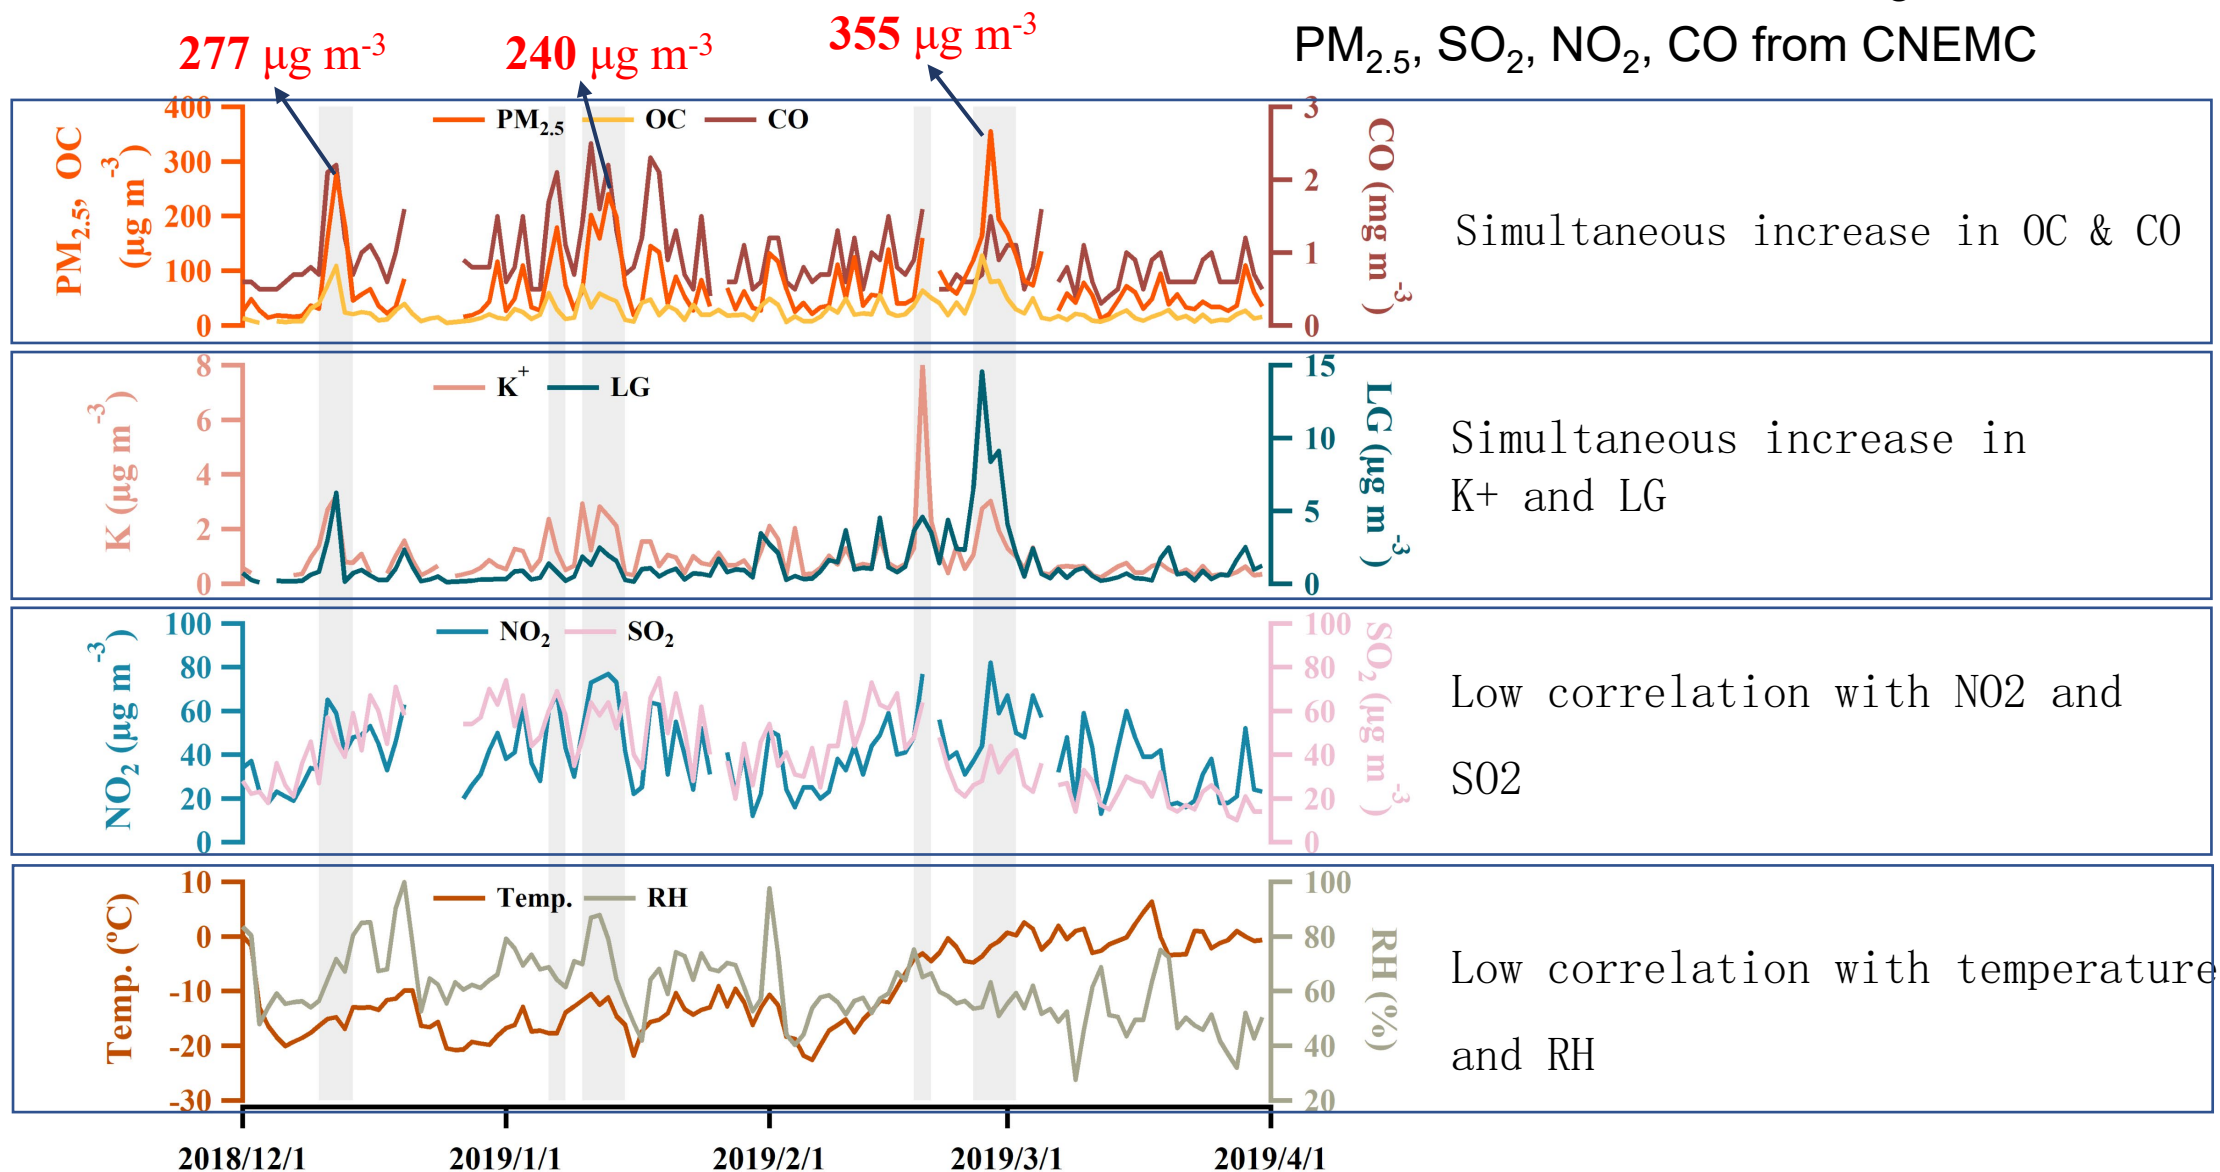 277 μg m-3
240 μg m-3
355 μg m-3
PM2.5, SO2, NO2, CO from CNEMC
PM2.5, OC
(μg m-3)
400
300
200
100
0
PM2.5 OC CO
3
2
1
0
CO (mg m-3)
Simultaneous increase in OC & CO
K (μg m-3)
8
6
4
2
0
K+ LG
15
10
5
0
LG (μg m-3)
Simultaneous increase in
K+ and LG
NO2 (μg m-3)
100
80
60
40
20
0
NO2 SO2
100
80
60
40
20
0
SO2 (μg m-3)
Low correlation with NO2 and
SO2
Temp. (°C)
10
0
-10
-20
-30
Temp. RH
100
80
60
40
20
RH (%)
Low correlation with temperature
and RH
2018/12/1 2019/1/1 2019/2/1 2019/3/1 2019/4/1